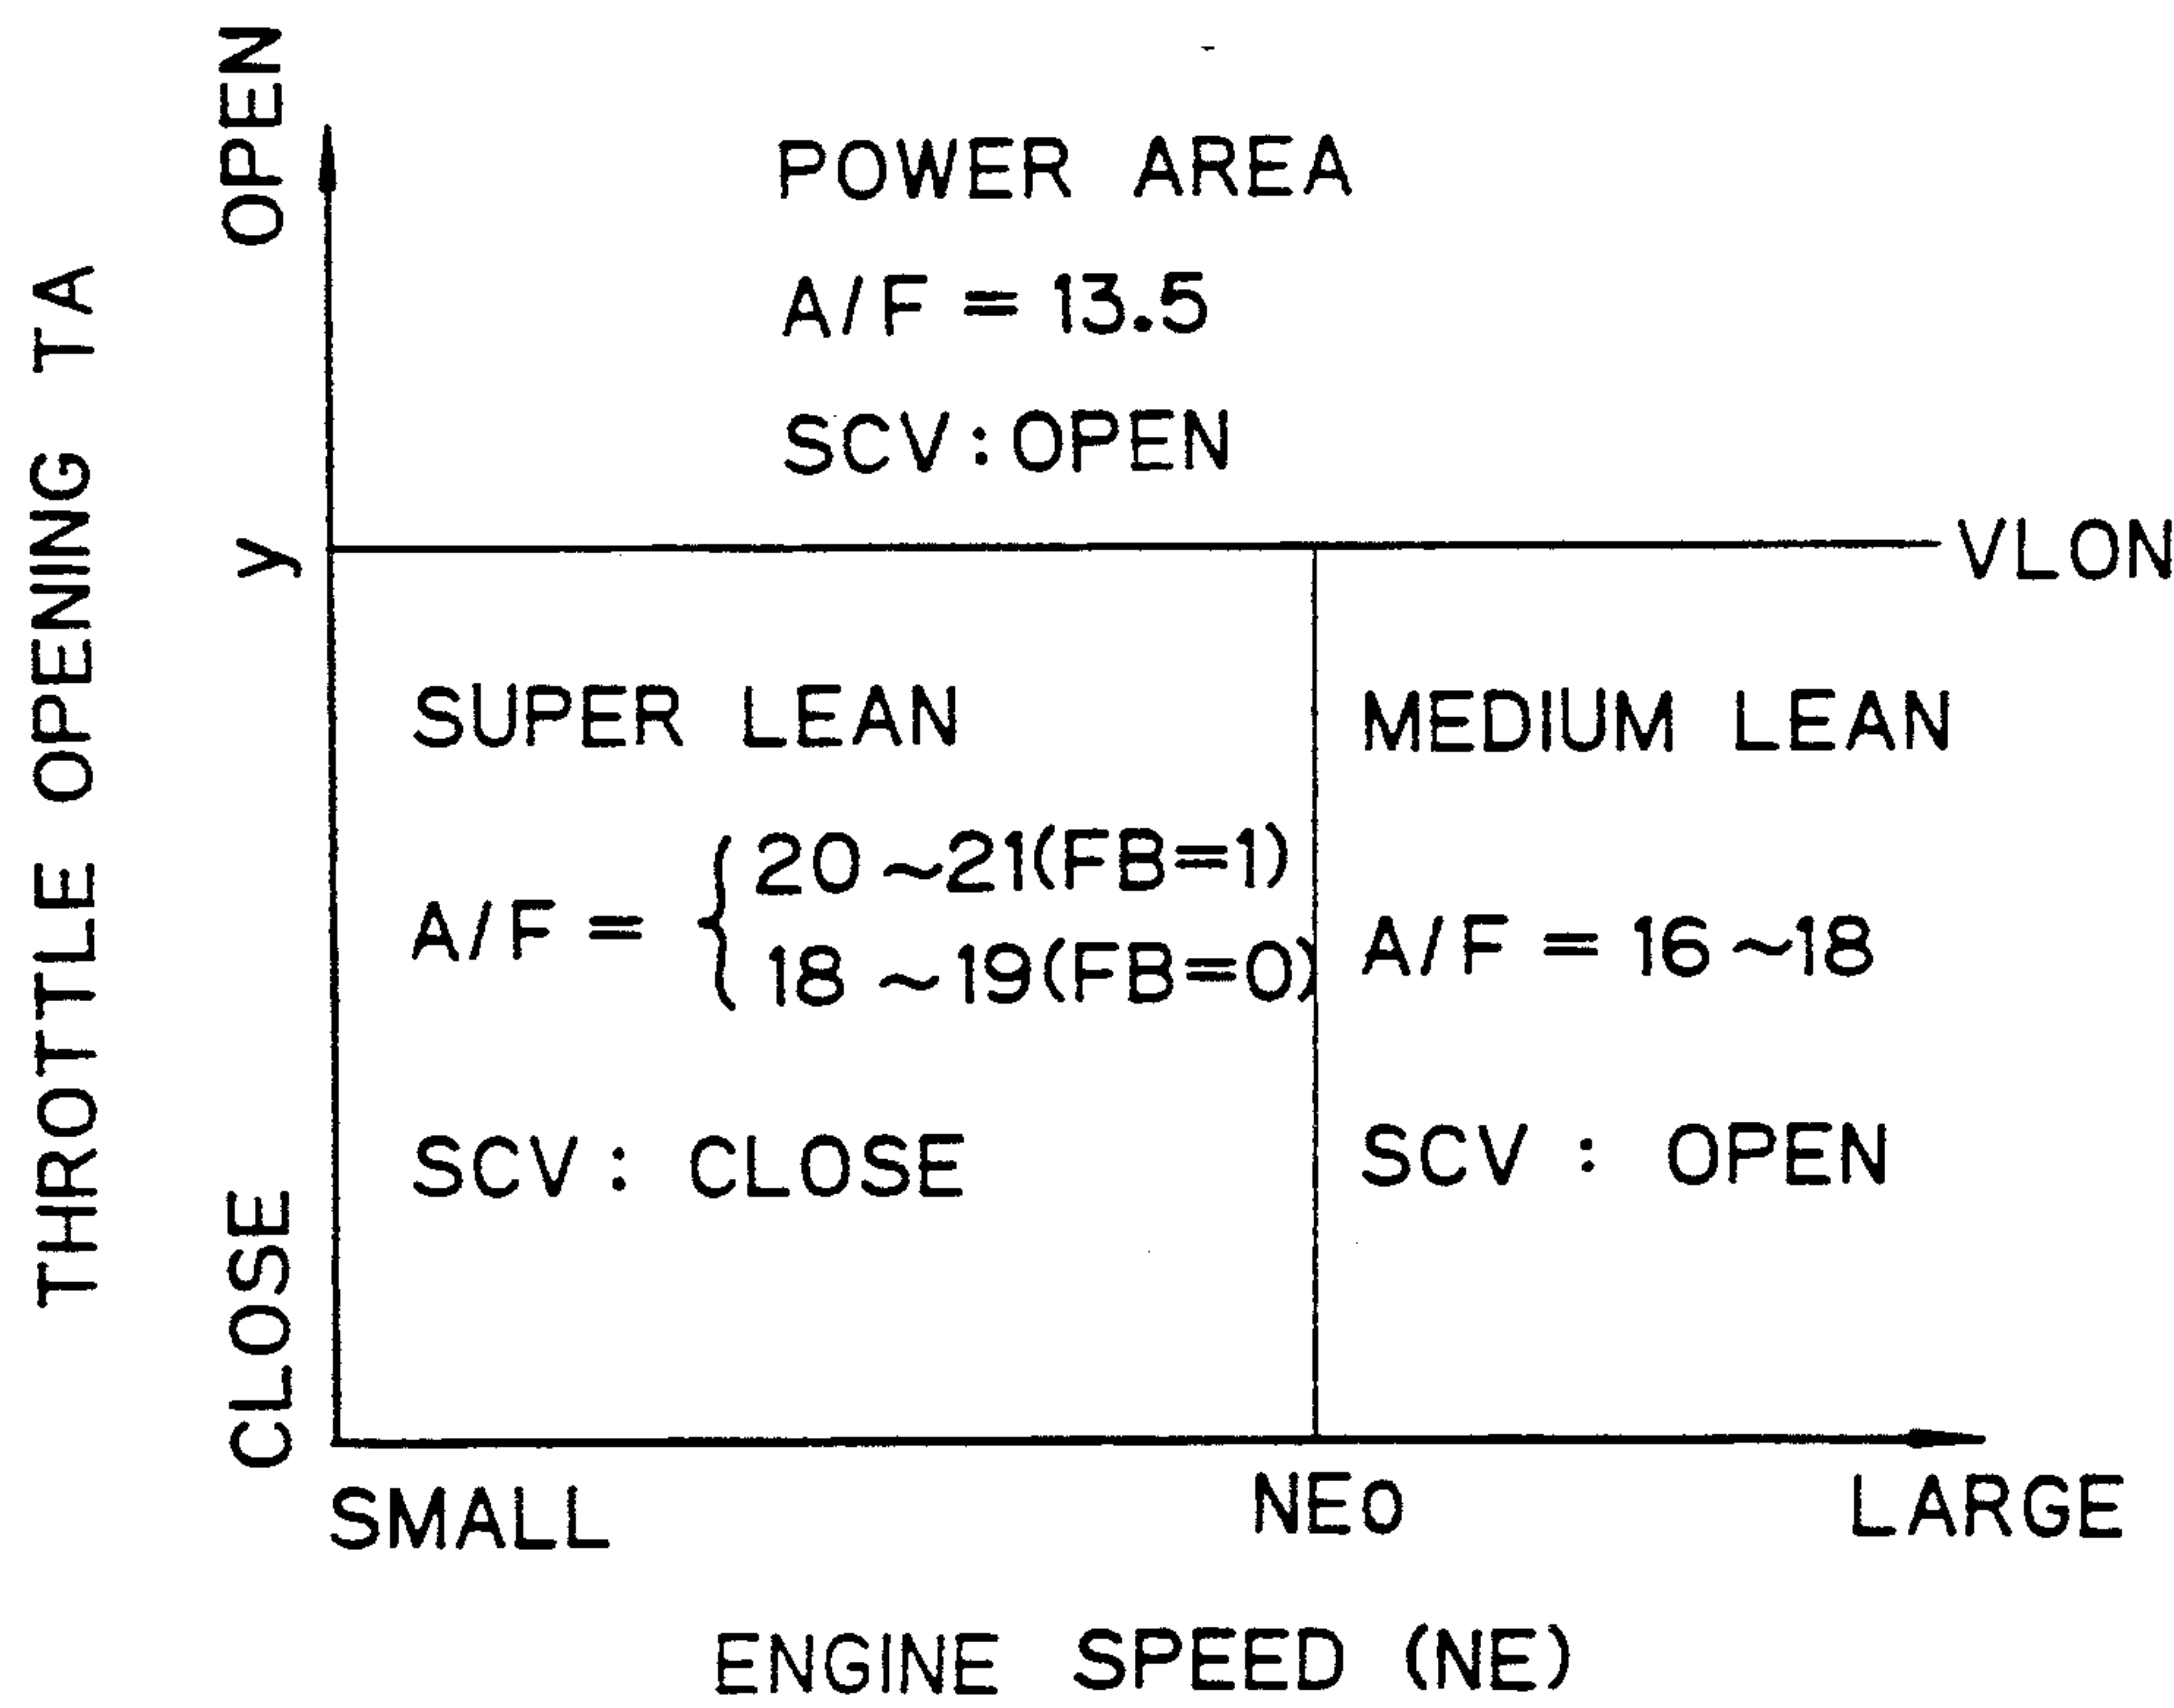 OPEN
POWER AREA
A/F = 13.5
SCV:OPEN
THROTTLE OPENING TA
y
VLON
SUPER LEAN
A/F = { 20~21(FB=1)
18~19(FB=0)
SCV: CLOSE
MEDIUM LEAN
A/F = 16~18
SCV : OPEN
CLOSE
SMALL
NEO
LARGE
ENGINE SPEED (NE)